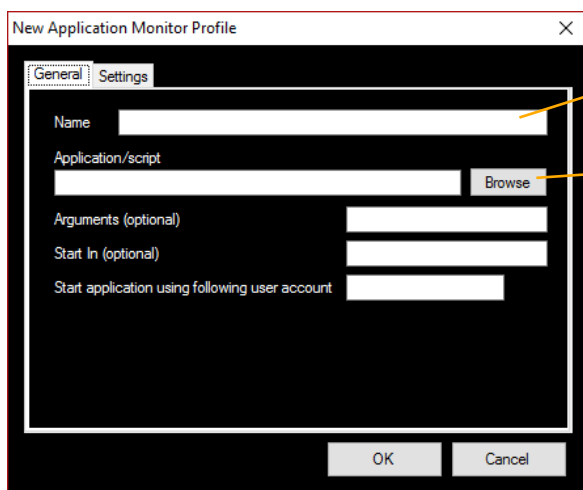 New Application Monitor Profile
General Settings
Name
Application/script
Browse
Arguments (optional)
Start In (optional)
Start application using following user account
OK Cancel